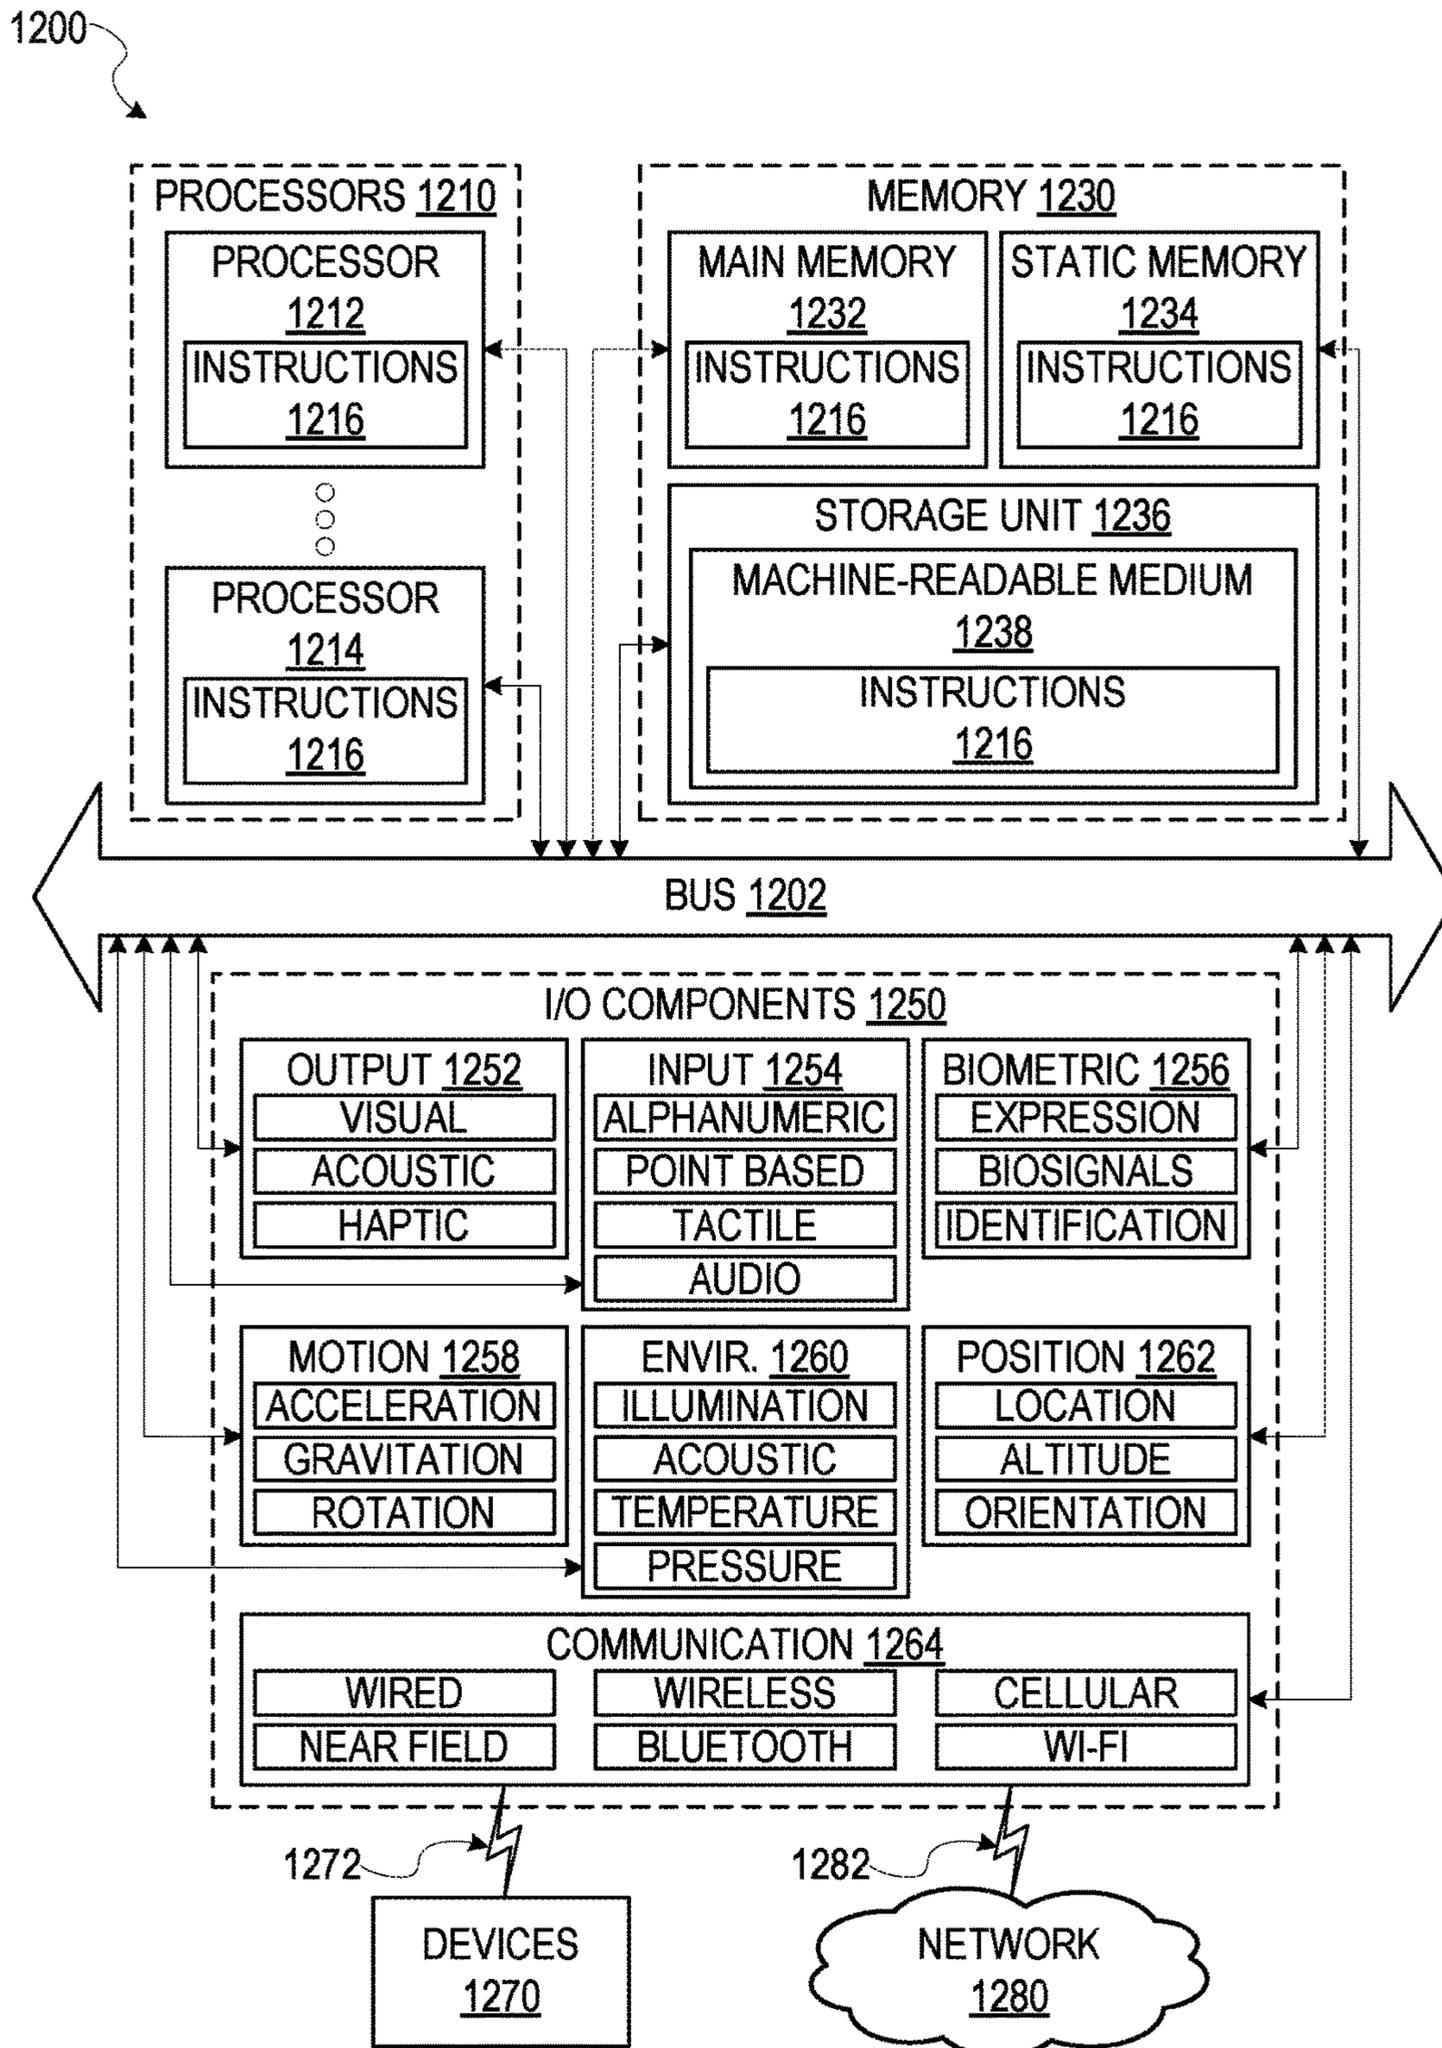 1200
PROCESSORS 1210
PROCESSOR
1212
INSTRUCTIONS
1216
PROCESSOR
1214
INSTRUCTIONS
1216
MEMORY 1230
MAIN MEMORY
1232
INSTRUCTIONS
1216
STATIC MEMORY
1234
INSTRUCTIONS
1216
STORAGE UNIT 1236
MACHINE-READABLE MEDIUM
1238
INSTRUCTIONS
1216
BUS 1202
I/O COMPONENTS 1250
OUTPUT 1252
VISUAL
ACOUSTIC
HAPTIC
INPUT 1254
ALPHANUMERIC
POINT BASED
TACTILE
AUDIO
BIOMETRIC 1256
EXPRESSION
BIOSIGNALS
IDENTIFICATION
MOTION 1258
ACCELERATION
GRAVITATION
ROTATION
ENVIR. 1260
ILLUMINATION
ACOUSTIC
TEMPERATURE
PRESSURE
POSITION 1262
LOCATION
ALTITUDE
ORIENTATION
COMMUNICATION 1264
WIRED
WIRELESS
CELLULAR
NEAR FIELD
BLUETOOTH
WI-FI
1272
1282
DEVICES
1270
NETWORK
1280